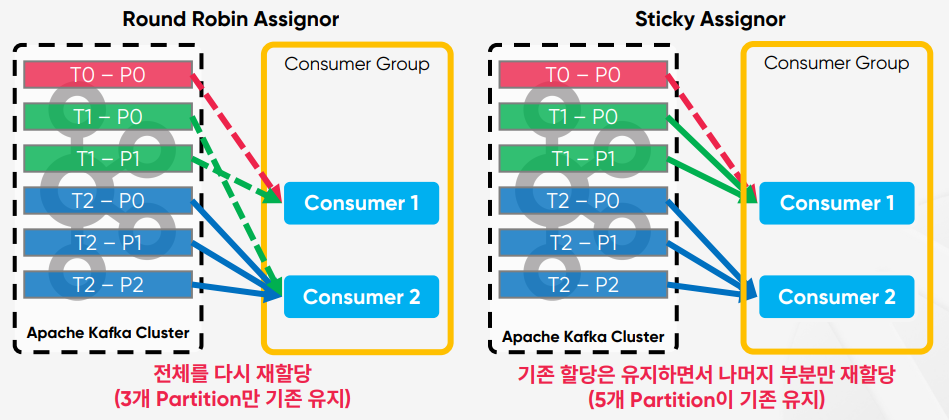 Round Robin Assignor
Consumer Group
T0 – P0
T1 – P0
T1 – P1
T2 – P0
T2 – P1
T2 – P2
Consumer 1
Consumer 2
Apache Kafka Cluster
전체를 다시 재할당
(3개 Partition만 기존 유지)
Sticky Assignor
Consumer Group
T0 – P0
T1 – P0
T1 – P1
T2 – P0
T2 – P1
T2 – P2
Consumer 1
Consumer 2
Apache Kafka Cluster
기존 할당은 유지하면서 나머지 부분만 재할당
(5개 Partition이 기존 유지)